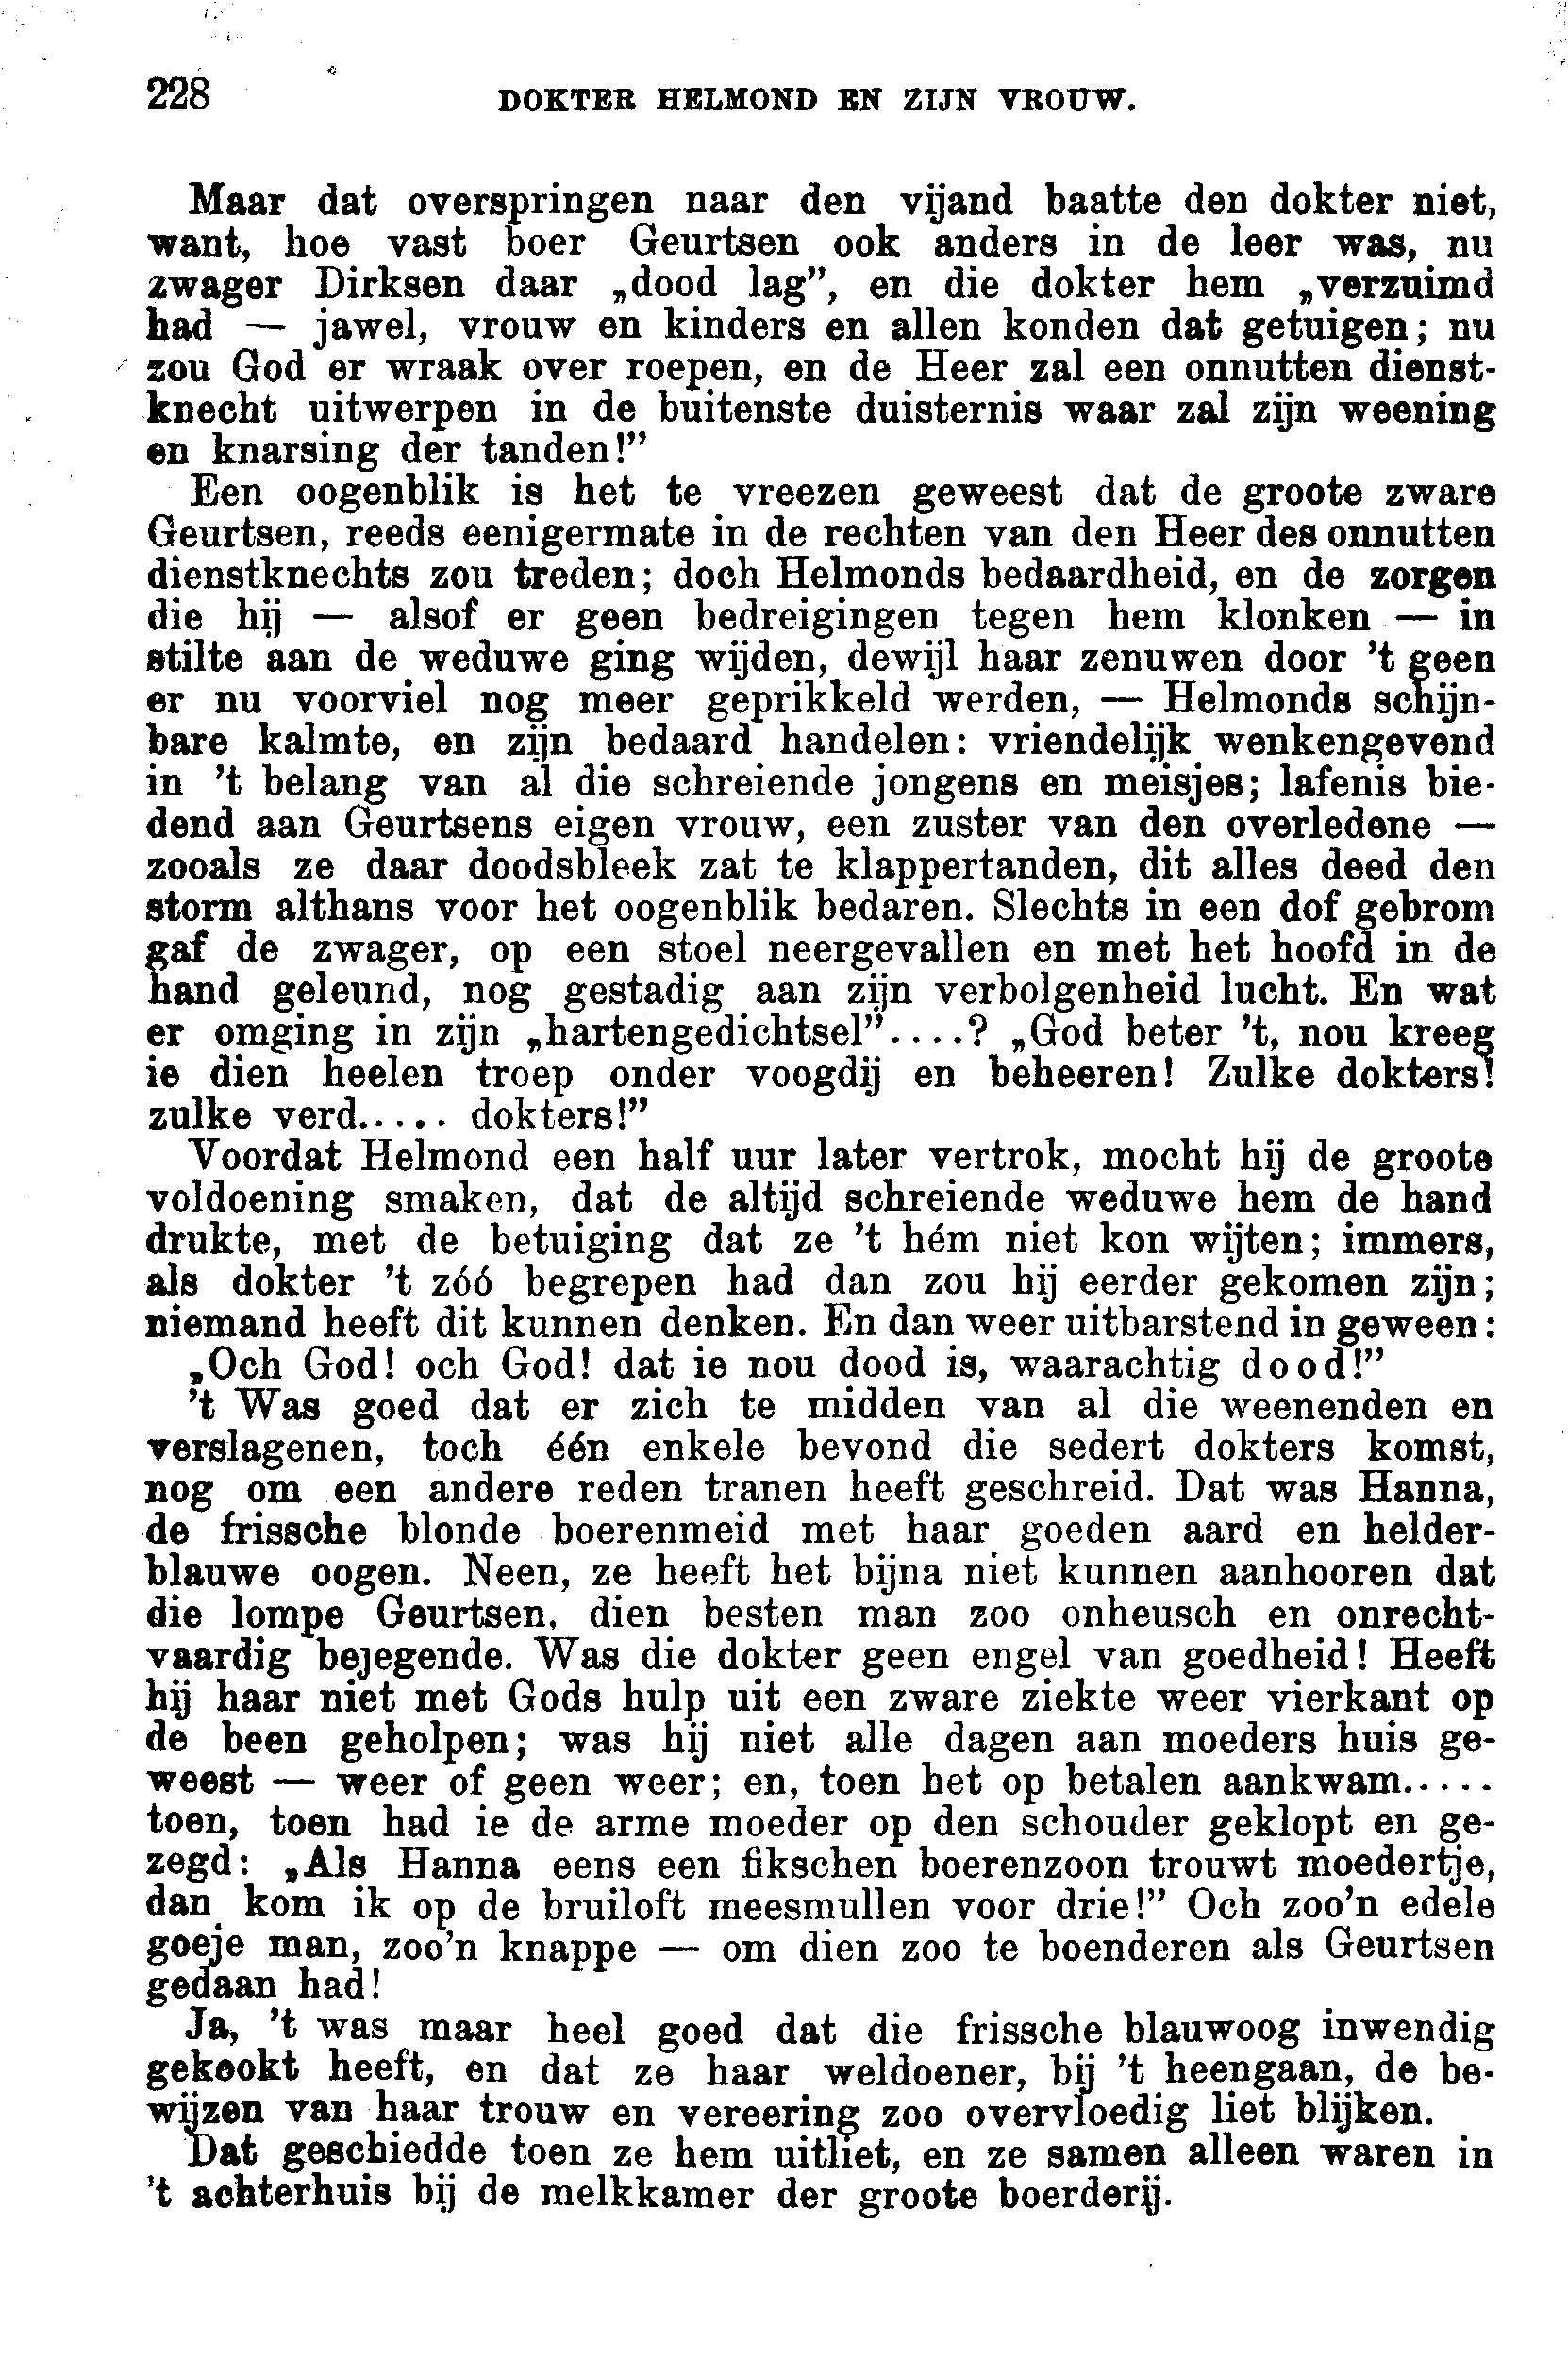 228 DOKTER HELMOND EN ZIJN VROUW.
Maar dat overspringen naar den vijand baatte den dokter niet,
want, hoe vast boer Geurtsen ook anders in de leer was, nu
zwager Dirksen daar „dood lag”, en die dokter hem „verzuimd
had — jawel, vrouw en kinders en allen konden dat getuigen; nu
zou God er wraak over roepen, en de Heer zal een onnutten dienst-
knecht uitwerpen in de buitenste duisternis waar zal zijn weening
en knarsing der tanden!”
Een oogenblik is het te vreezen geweest dat de groote zware
Geurtsen, reeds eenigermate in de rechten van den Heer des onnutten
dienstknechts zou treden; doch Helmonds bedaardheid, en de zorgen
die hij — alsof er geen bedreigingen tegen hem klonken — in
stilte aan de weduwe ging wijden, dewijl haar zenuwen door 't geen
er nu voorviel nog meer geprikkeld werden, — Helmonds schijn-
bare kalmte, en zijn bedaard handelen: vriendelijk wenkengevend
in 't belang van al die schreiende jongens en meisjes; lafenis bie-
dend aan Geurtsens eigen vrouw, een zuster van den overledene —
zooals ze daar doodsbleek zat te klappertanden, dit alles deed den
storm althans voor het oogenblik bedaren. Slechts in een dof gebrom
gaf de zwager, op een stoel neergevallen en met het hoofd in de
hand geleund, nog gestadig aan zijn verbolgenheid lucht. En wat
er omging in zijn „hartengedichtsel”....? „God beter 't, nou kreeg
ie dien heelen troep onder voogdij en beheeren! Zulke dokters!
zulke verd..... dokters!”
Voordat Helmond een half uur later vertrok, mocht hij de groote
voldoening smaken, dat de altijd schreiende weduwe hem de hand
drukte, met de betuiging dat ze 't hém niet kon wijten; immers,
als dokter 't zóó begrepen had dan zou hij eerder gekomen zijn;
niemand heeft dit kunnen denken. En dan weer uitbarstend in geween:
„Och God! och God! dat ie nou dood is, waarachtig dood!”
't Was goed dat er zich te midden van al die weenenden en
verslagenen, toch één enkele bevond die sedert dokters komst,
nog om een andere reden tranen heeft geschreid. Dat was Hanna,
de frissche blonde boerenmeid met haar goeden aard en helder-
blauwe oogen. Neen, ze heeft het bijna niet kunnen aanhooren dat
die lompe Geurtsen, dien besten man zoo onheusch en onrecht-
vaardig bejegende. Was die dokter geen engel van goedheid! Heeft
hij haar niet met Gods hulp uit een zware ziekte weer vierkant op
de been geholpen; was hij niet alle dagen aan moeders huis ge-
weest — weer of geen weer; en, toen het op betalen aankwam.....
toen, toen had ie de arme moeder op den schouder geklopt en ge-
zegd: „Als Hanna eens een fikschen boerenzoon trouwt moedertje,
dan kom ik op de bruiloft meesmullen voor drie!” Och zoo'n edele
goeje man, zoo'n knappe — om dien zoo te boenderen als Geurtsen
gedaan had!
Ja, 't was maar heel goed dat die frissche blauwoog inwendig
gekookt heeft, en dat ze haar weldoener, bij 't heengaan, de be-
wijzen van haar trouw en vereering zoo overvloedig liet blijken.
Dat geschiedde toen ze hem uitliet, en ze samen alleen waren in
't achterhuis bij de melkkamer der groote boerderij.